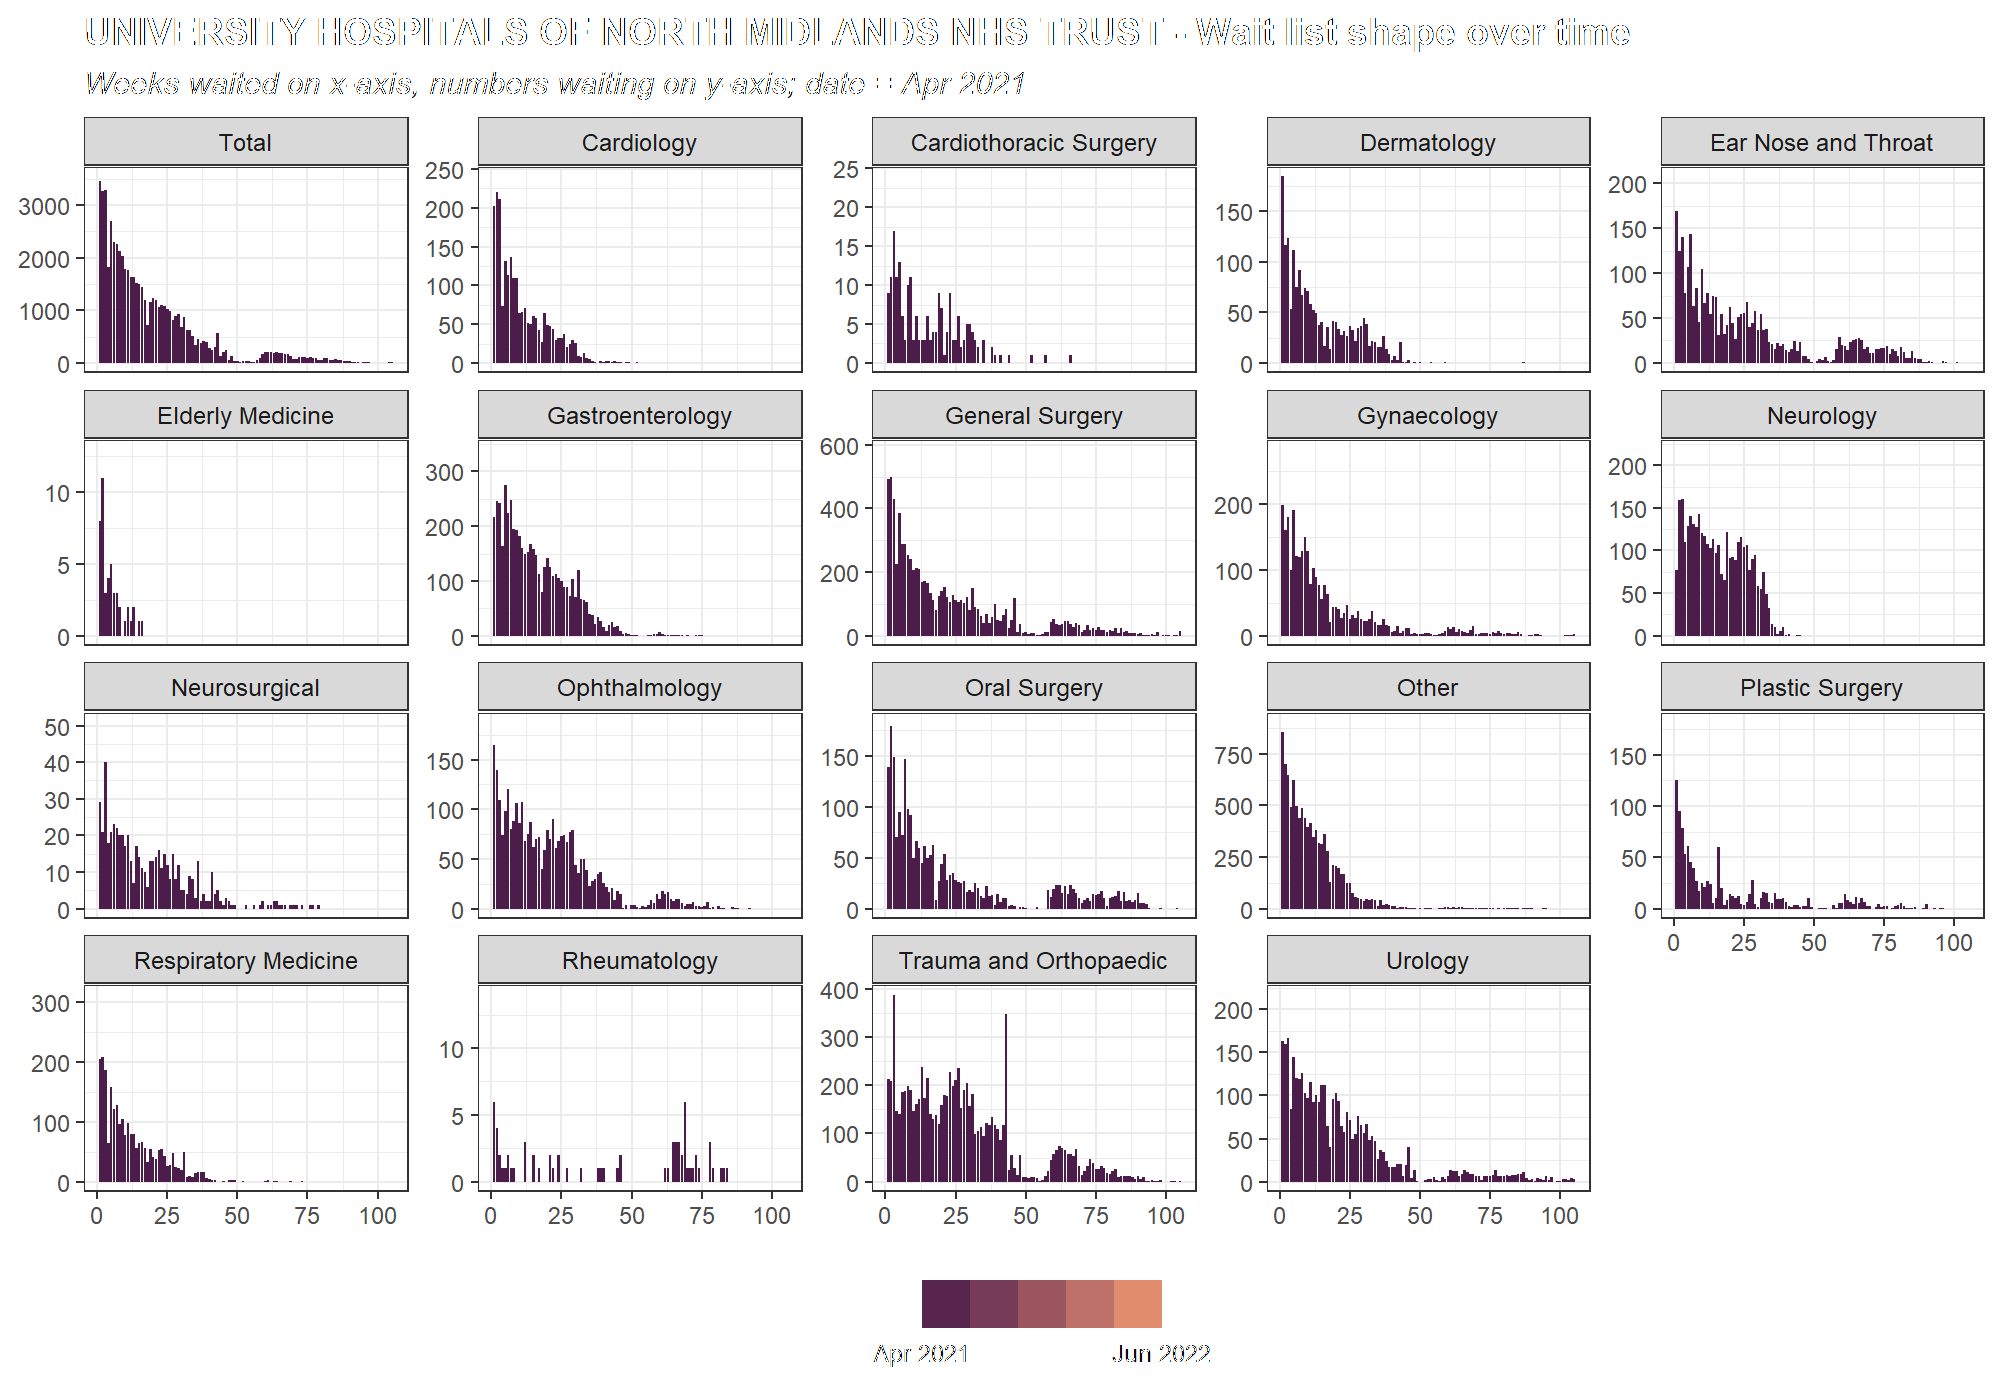 UNIVERSITY HOSPITALS OF NORTH MIDLANDS NHS TRUST - Wait list shape over time
Weeks waited on x-axis, numbers waiting on y-axis; date = Apr 2021
Total
Cardiology
Cardiothoracic Surgery
Dermatology
Ear Nose and Throat
3000
2000
1000
0
250
200
150
100
50
0
25
20
15
10
5
0
150
100
50
0
200
150
100
50
0
Elderly Medicine
Gastroenterology
General Surgery
Gynaecology
Neurology
10
5
0
300
200
100
0
600
400
200
0
200
100
0
200
150
100
50
0
Neurosurgical
Ophthalmology
Oral Surgery
Other
Plastic Surgery
50
40
30
20
10
0
150
100
50
0
150
100
50
0
750
500
250
0
150
100
50
0
0 25 50 75 100
Respiratory Medicine
Rheumatology
Trauma and Orthopaedic
Urology
300
200
100
0
10
5
0
400
300
200
100
0
200
150
100
50
0
0 25 50 75 100
0 25 50 75 100
0 25 50 75 100
0 25 50 75 100
Apr 2021
Jun 2022